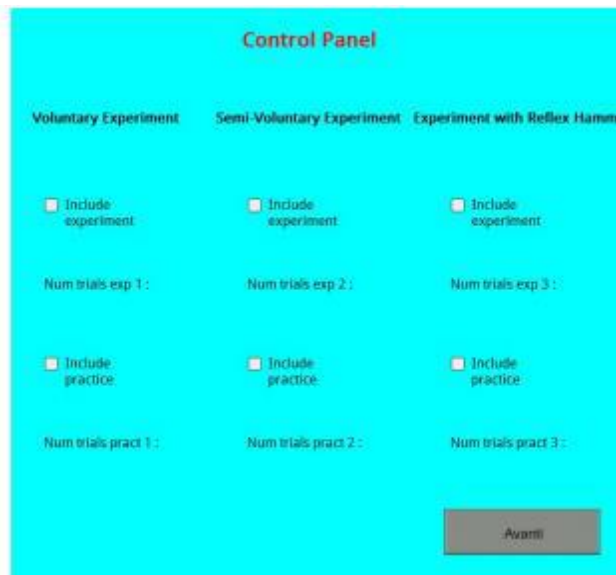 Control Panel
Voluntary Experiment Semi-Voluntary Experiment Experiment with Reflex Hamm
Include experiment Include experiment Include experiment
Num trials exp 1 : Num trials exp 2 : Num trials exp 3 :
Include practice Include practice Include practice
Num trials pract 1 : Num trials pract 2 : Num trials pract 3 :
Avanti